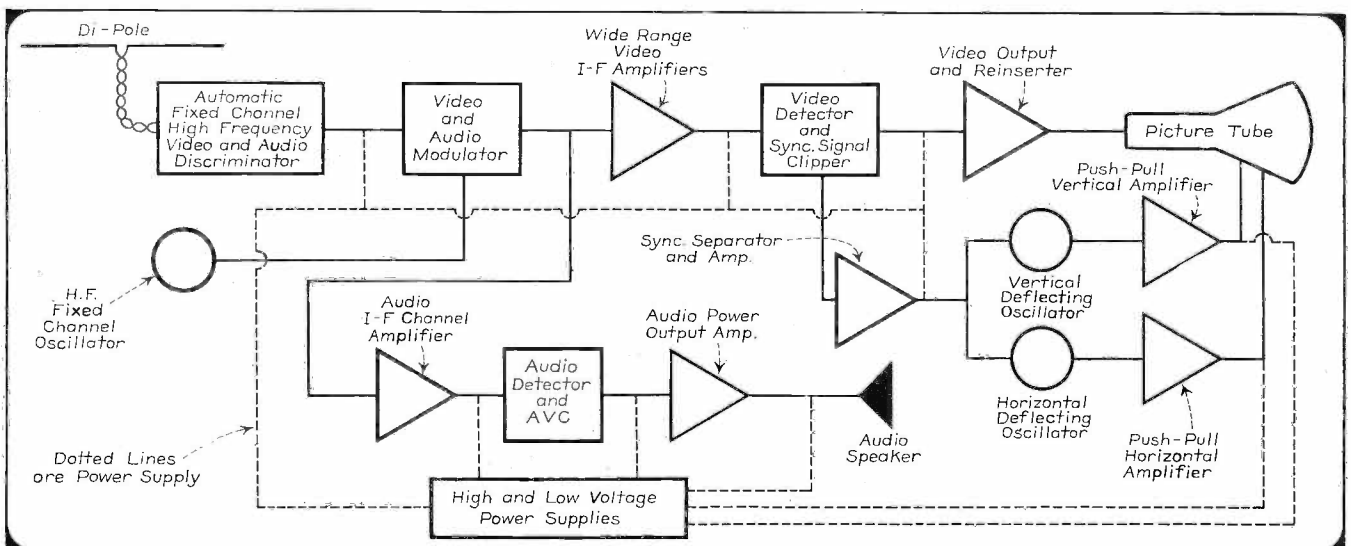 Di-Pole
Automatic
Fixed Channel
High Frequency
Video and Audio
Discriminator
Video
and
Audio
Modulator
Wide Range
Video
I-F Amplifiers
Video
Detector
and
Sync. Signal
Clipper
Video Output
and Reinserter
Picture Tube
Push-Pull
Vertical Amplifier
H.F.
Fixed
Channel
Oscillator
Sync. Separator
and Amp.
Vertical
Deflecting
Oscillator
Audio
I-F Channel
Amplifier
Audio
Detector
and
AVC
Audio Power
Output Amp.
Audio
Speaker
Horizontal
Deflecting
Oscillator
Push-Pull
Horizontal
Amplifier
Dotted Lines
are Power Supply
High and Low Voltage
Power Supplies